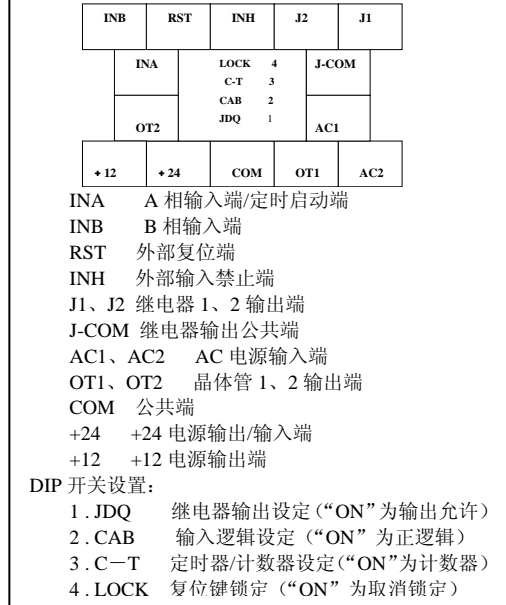 INB RST INH J2 J1
INA LOCK 4 J-COM
C-T 3
CAB 2
OT2 JDQ 1 AC1
+12 +24 COM OT1 AC2
INA A 相输入端/定时启动端
INB B 相输入端
RST 外部复位端
INH 外部输入禁止端
J1、J2 继电器 1、2 输出端
J-COM 继电器输出公共端
AC1、AC2 AC 电源输入端
OT1、OT2 晶体管 1、2 输出端
COM 公共端
+24 +24 电源输出/输入端
+12 +12 电源输出端
DIP 开关设置：
1 . JDQ 继电器输出设定（“ON”为输出允许）
2 . CAB 输入逻辑设定（“ON” 为正逻辑）
3 . C－T 定时器/计数器设定（“ON”为计数器）
4 . LOCK 复位键锁定（“ON” 为取消锁定）